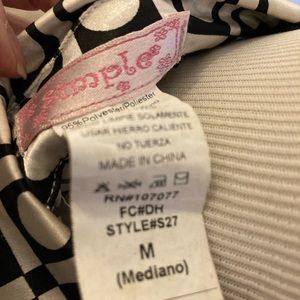 simple
95% Polyester/Poliester
LIMPIE SOLAMENTE
USAR HIERRO CALIENTE
NO TUERZA
MADE IN CHINA
RN#107077
FC#DH
STYLE#S27
M
(Mediano)